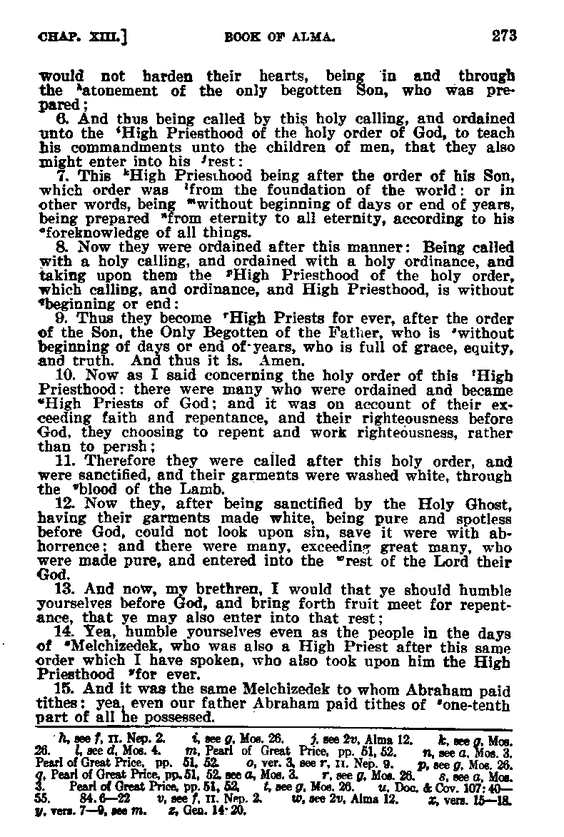 CHAP. XIII.] BOOK OF ALMA. 273
would not harden their hearts, being in and through
the ʰatonement of the only begotten Son, who was pre-
pared;
6. And thus being called by this holy calling, and ordained
unto the ⁱHigh Priesthood of the holy order of God, to teach
his commandments unto the children of men, that they also
might enter into his ʲrest:
7. This ᵏHigh Priesthood being after the order of his Son,
which order was ˡfrom the foundation of the world: or in
other words, being ᵐwithout beginning of days or end of years,
being prepared ⁿfrom eternity to all eternity, according to his
ᵒforeknowledge of all things.
8. Now they were ordained after this manner: Being called
with a holy calling, and ordained with a holy ordinance, and
taking upon them the ᵖHigh Priesthood of the holy order,
which calling, and ordinance, and High Priesthood, is without
𐞥beginning or end:
9. Thus they become ʳHigh Priests for ever, after the order
of the Son, the Only Begotten of the Father, who is ˢwithout
beginning of days or end of years, who is full of grace, equity,
and truth. And thus it is. Amen.
10. Now as I said concerning the holy order of this ᵗHigh
Priesthood: there were many who were ordained and became
ᵘHigh Priests of God; and it was on account of their ex-
ceeding faith and repentance, and their righteousness before
God, they choosing to repent and work righteousness, rather
than to perish;
11. Therefore they were called after this holy order, and
were sanctified, and their garments were washed white, through
the ᵛblood of the Lamb.
12. Now they, after being sanctified by the Holy Ghost,
having their garments made white, being pure and spotless
before God, could not look upon sin, save it were with ab-
horrence; and there were many, exceeding great many, who
were made pure, and entered into the ʷrest of the Lord their
God.
13. And now, my brethren, I would that ye should humble
yourselves before God, and bring forth fruit meet for repent-
ance, that ye may also enter into that rest;
14. Yea, humble yourselves even as the people in the days
of ˣMelchizedek, who was also a High Priest after this same
order which I have spoken, who also took upon him the High
Priesthood ʸfor ever.
15. And it was the same Melchizedek to whom Abraham paid
tithes: yea, even our father Abraham paid tithes of ᶻone-tenth
part of all he possessed.
h, see f, II. Nep. 2. i, see g, Mos. 26. j, see 2v, Alma 12. k, see g, Mos.
26. l, see d, Mos. 4. m, Pearl of Great Price, pp. 51, 52. n, see a, Mos. 3.
Pearl of Great Price, pp. 51, 52. o, ver. 3, see r, II. Nep. 9. p, see g, Mos. 26.
q, Pearl of Great Price, pp. 51, 52. see a, Mos. 3. r, see g, Mos. 26. s, see a, Mos.
3. Pearl of Great Price, pp. 51, 52. t, see g, Mos. 26. u, Doc. & Cov. 107:40—
55. 84. 6—22 v, see f, II. Nep. 2. w, see 2v, Alma 12. x, vers. 15—18.
y, vers. 7—9, see m. z, Gen. 14:20.